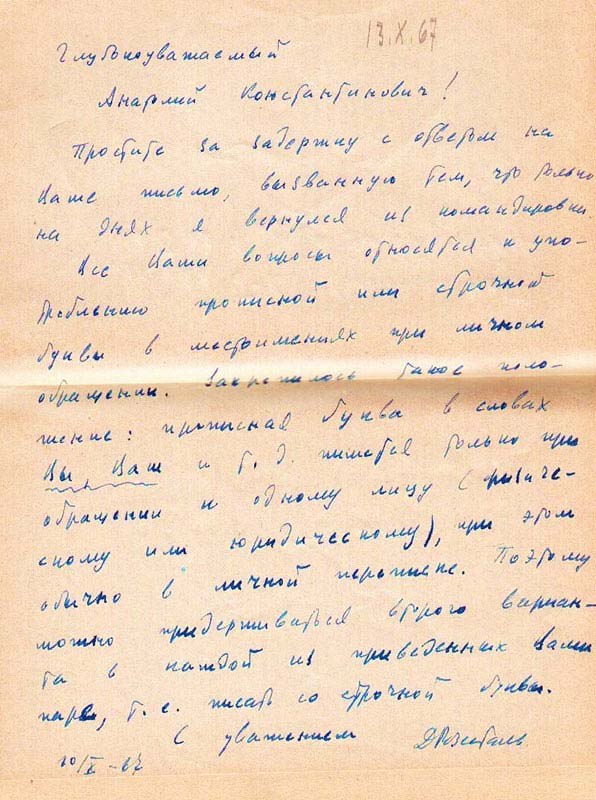 13.X.67
Глубокоуважаемый
Анатолий Константинович!
Простите за задержку с ответом на
Ваше письмо, вызванную тем, что только
на днях я вернулся из командировки.
Все Ваши вопросы относятся к упо-
треблению прописной или строчной
буквы в местоимениях при личном
обращении. Закрепилось такое поло-
жение: прописная буква в словах
Вы, Ваш и т. д. пишется только при
обращении к одному лицу (физиче-
скому или юридическому), при этом
обычно в личной переписке. Поэтому
можно придерживаться второго вариан-
та в каждой из приведенных Вами
пар, т. е. писать со строчной буквы.
С уважением ДРозенталь
10/IX-67